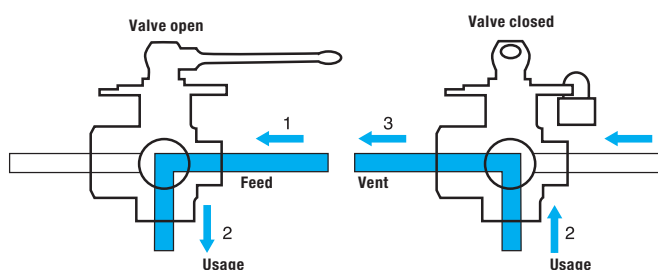 Valve open
Valve closed
1
3
Feed
Vent
2
2
Usage
Usage